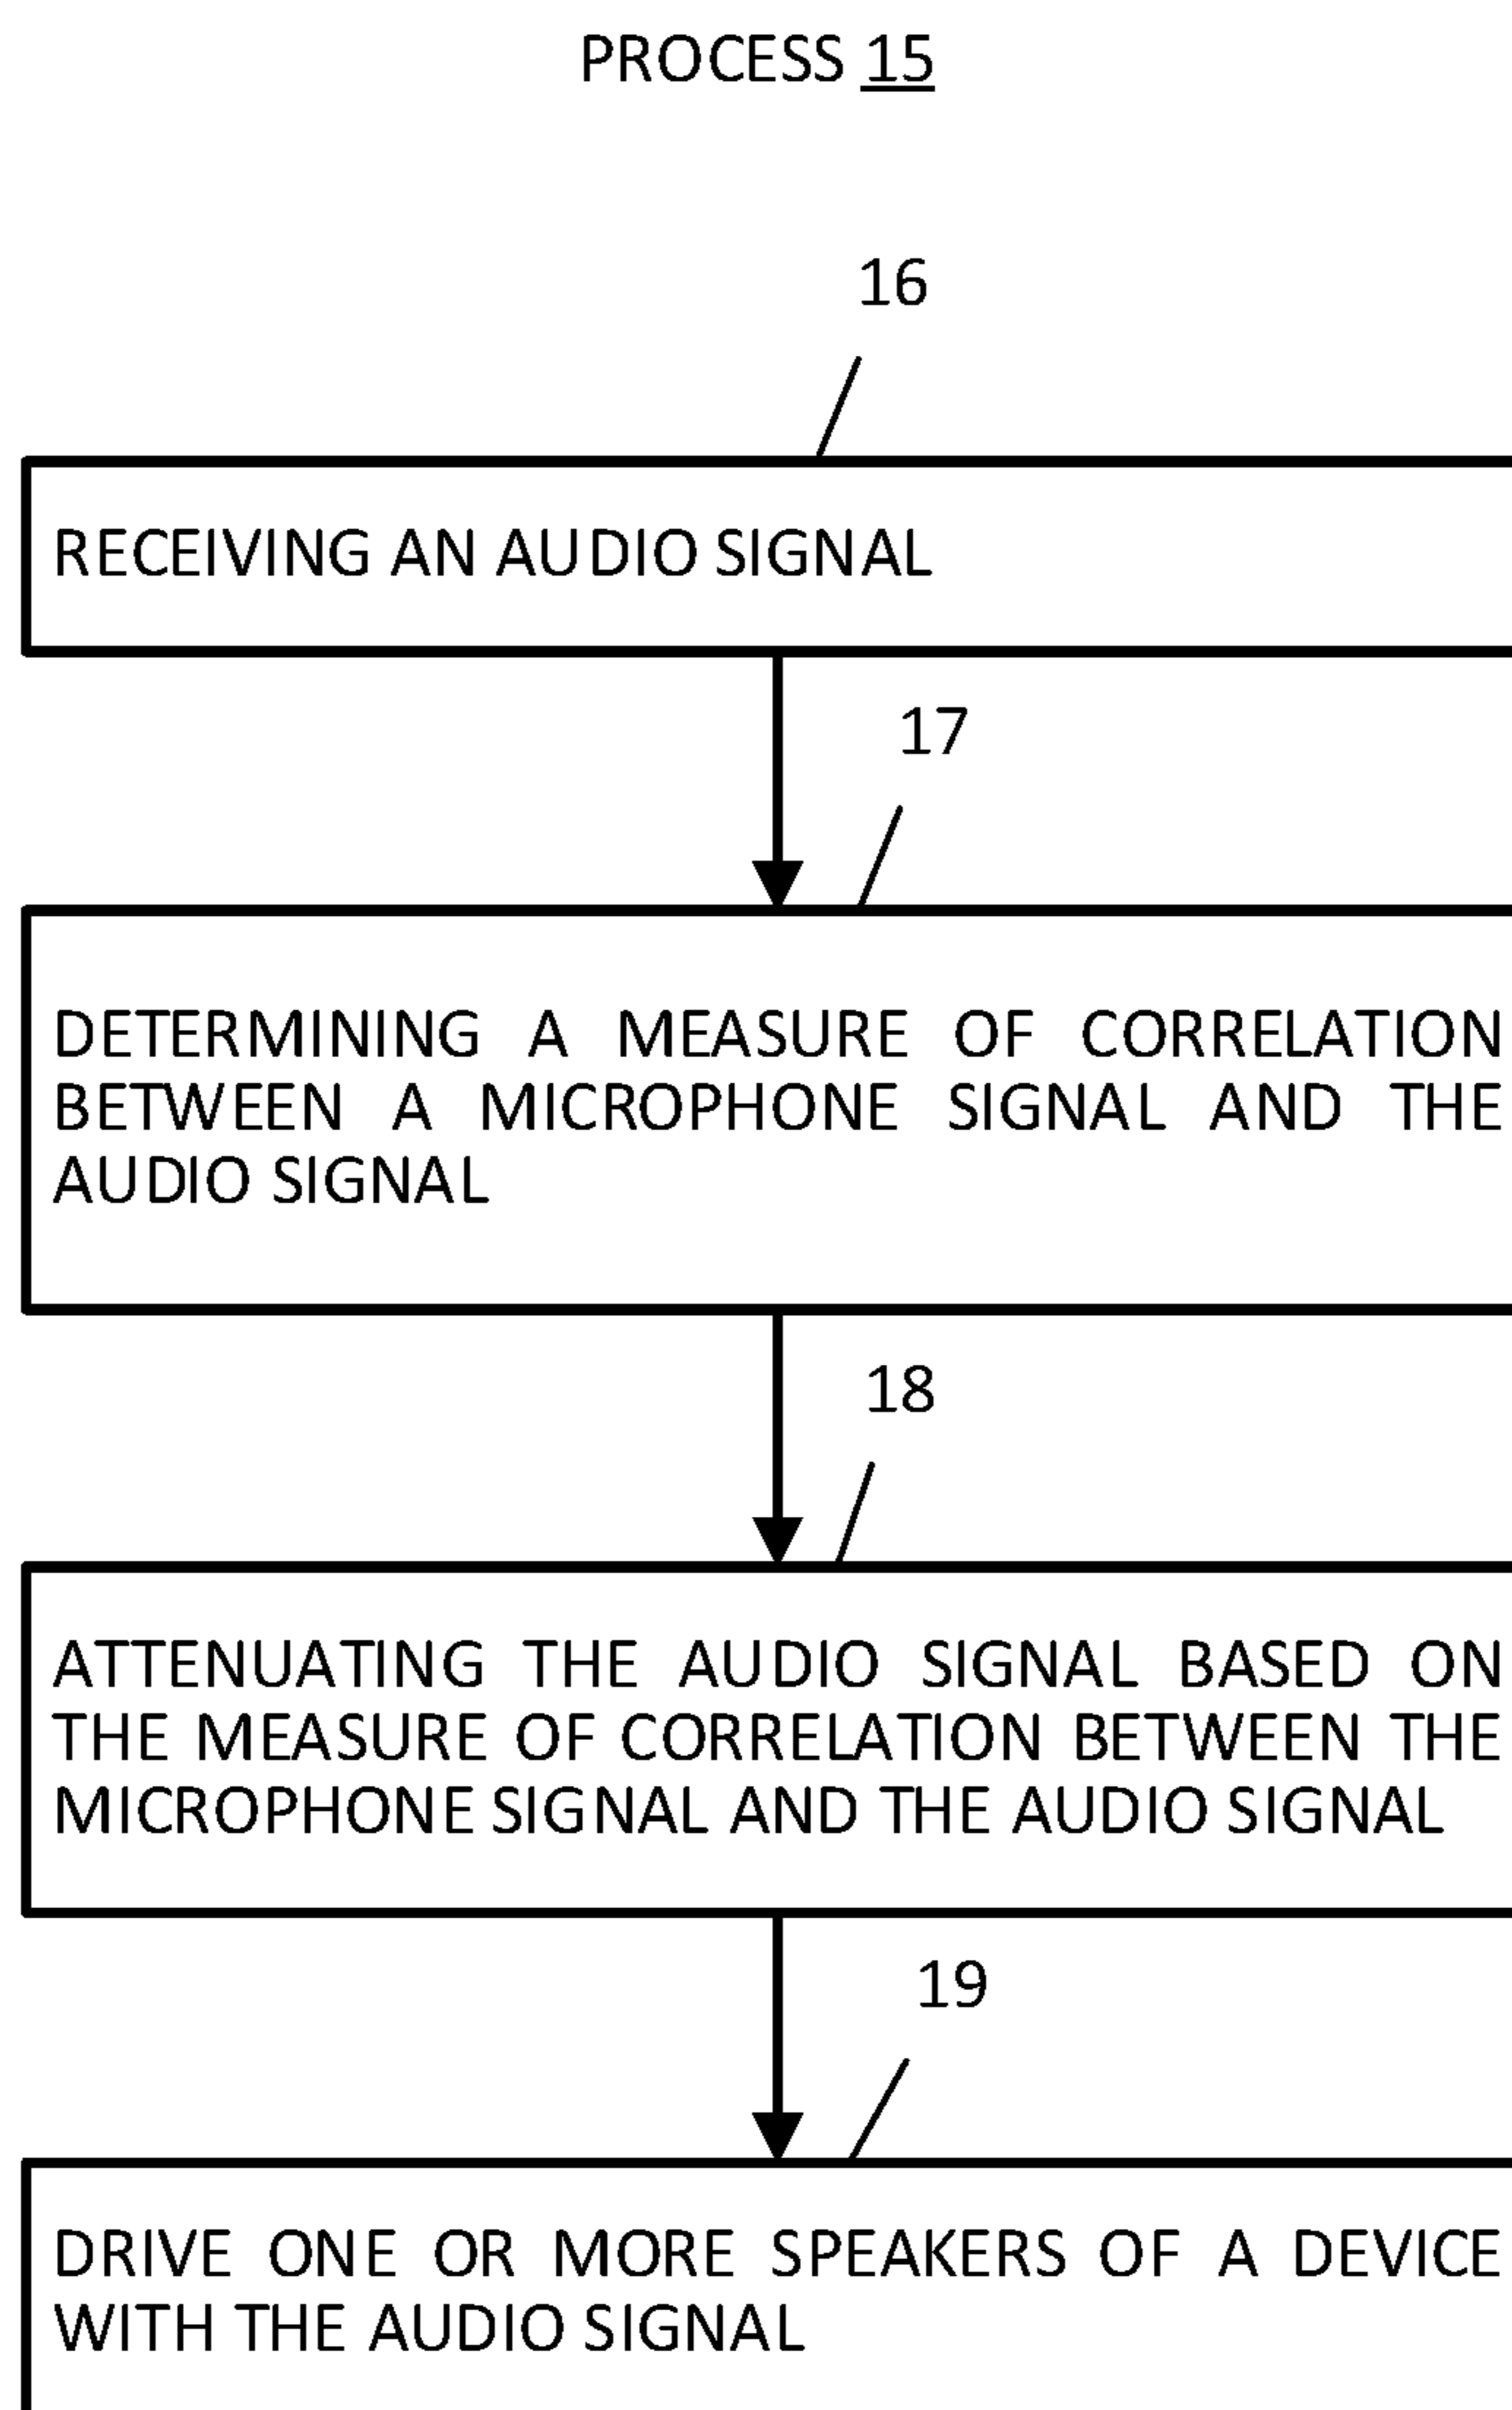 PROCESS 15
16
RECEIVING AN AUDIO SIGNAL
17
DETERMINING A MEASURE OF CORRELATION
BETWEEN A MICROPHONE SIGNAL AND THE
AUDIO SIGNAL
18
ATTENUATING THE AUDIO SIGNAL BASED ON
THE MEASURE OF CORRELATION BETWEEN THE
MICROPHONE SIGNAL AND THE AUDIO SIGNAL
19
DRIVE ONE OR MORE SPEAKERS OF A DEVICE
WITH THE AUDIO SIGNAL